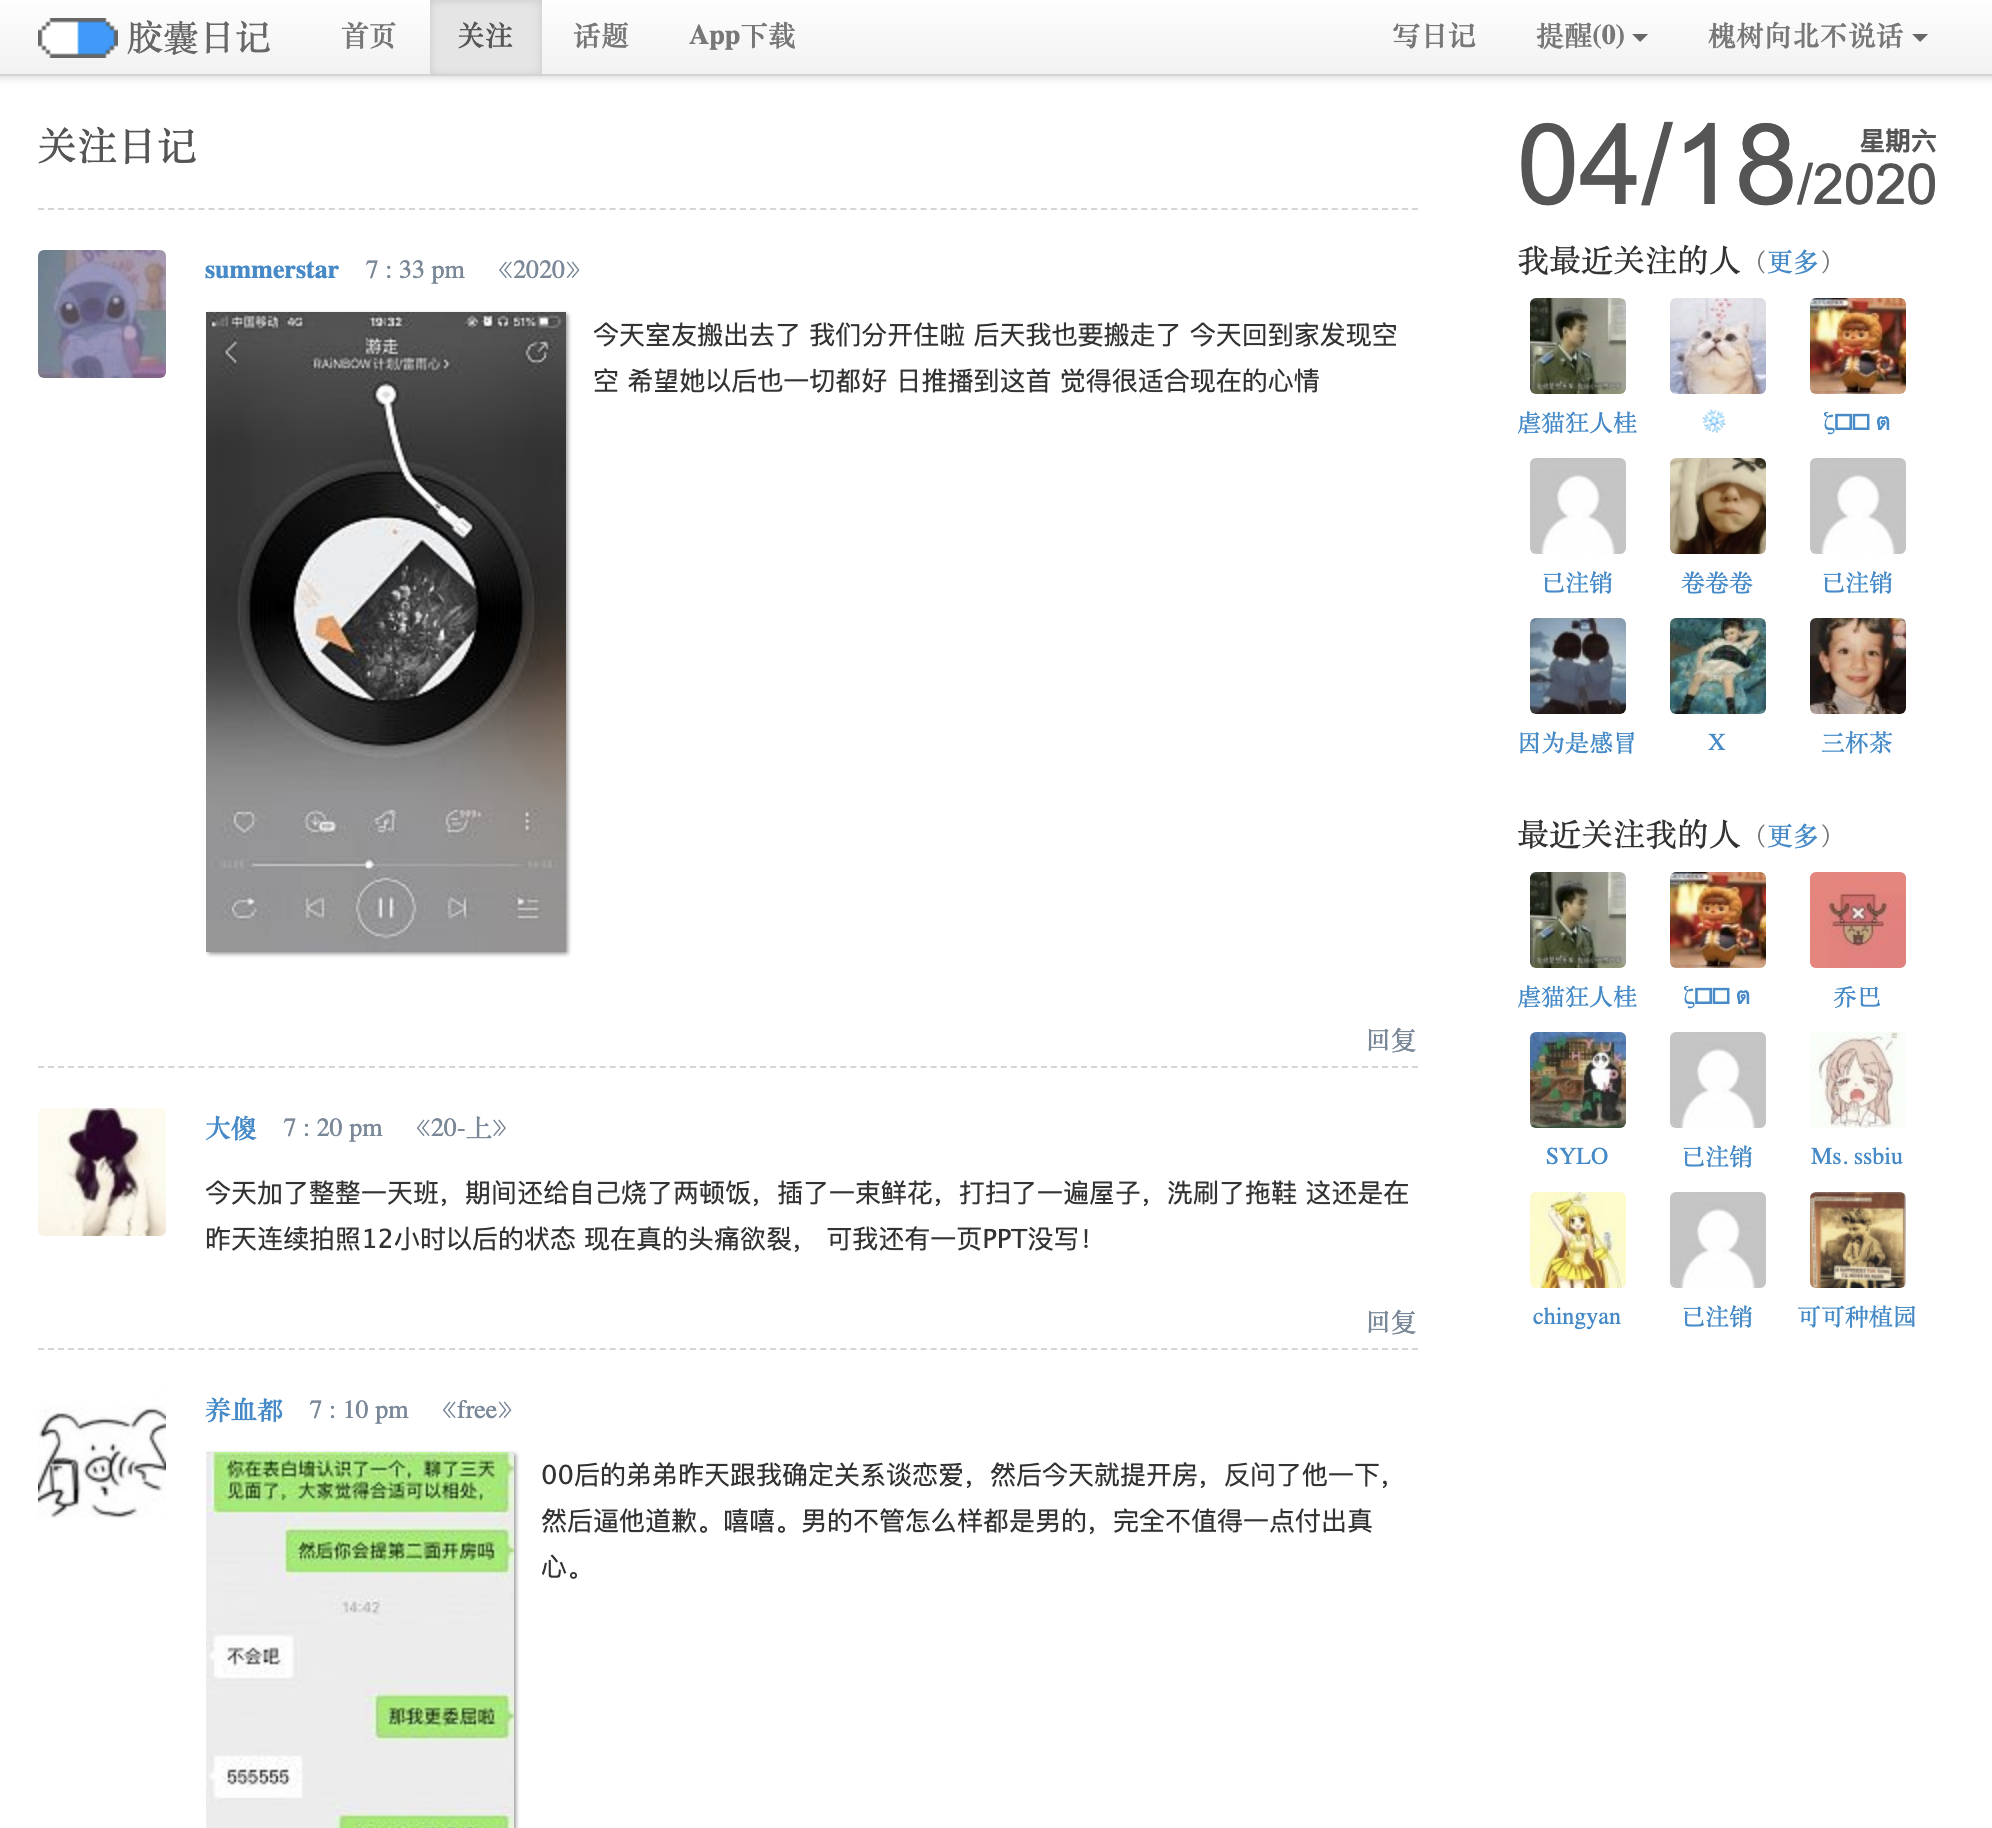 胶囊日记
首页
关注
话题
App下载
写日记
提醒(0)
槐树向北不说话
关注日记
04/18/2020
星期六
summerstar 7 : 33 pm 《2020》
中国移动 4G 19:32 51%
游走
RAiNBOW计划/雷雨心 >
999+
今天室友搬出去了 我们分开住啦 后天我也要搬走了 今天回到家发现空
空 希望她以后也一切都好 日推播到这首 觉得很适合现在的心情
回复
大傻 7 : 20 pm 《20-上》
今天加了整整一天班，期间还给自己烧了两顿饭，插了一束鲜花，打扫了一遍屋子，洗刷了拖鞋 这还是在
昨天连续拍照12小时以后的状态 现在真的头痛欲裂， 可我还有一页PPT没写！
回复
养血都 7 : 10 pm 《free》
你在表白墙认识了一个，聊了三天
见面了，大家觉得合适可以相处，
然后你会提第二面开房吗
14:42
不会吧
那我更委屈啦
555555
00后的弟弟昨天跟我确定关系谈恋爱，然后今天就提开房，反问了他一下，
然后逼他道歉。嘻嘻。男的不管怎么样都是男的，完全不值得一点付出真
心。
我最近关注的人（更多）
虐猫狂人桂
ζ□□ ต
已注销
卷卷卷
已注销
因为是感冒
X
三杯茶
最近关注我的人（更多）
虐猫狂人桂
ζ□□ ต
乔巴
SYLO
已注销
Ms. ssbiu
chingyan
已注销
可可种植园